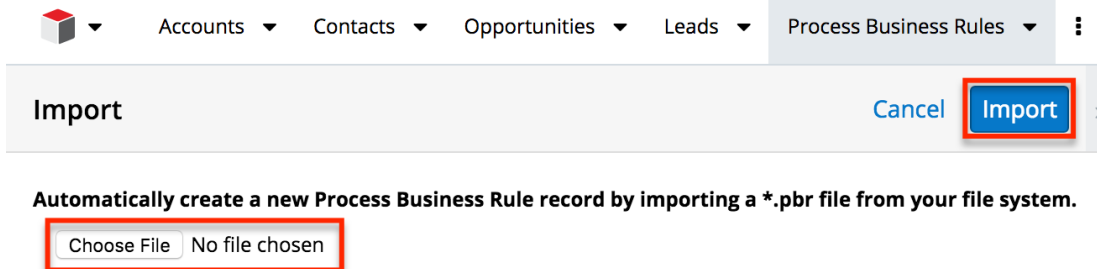 Accounts Contacts Opportunities Leads Process Business Rules
Import Cancel Import
Automatically create a new Process Business Rule record by importing a *.pbr file from your file system.
Choose File No file chosen